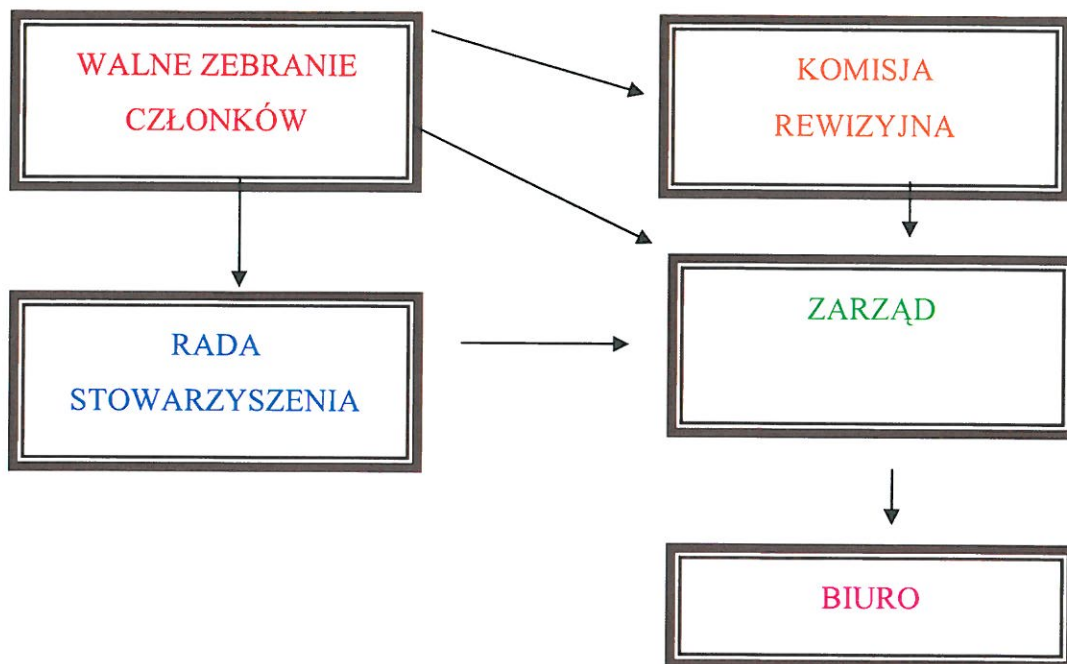 WALNE ZEBRANIE
CZŁONKÓW
KOMISJA
REWIZYJNA
RADA
STOWARZYSZENIA
ZARZĄD
BIURO